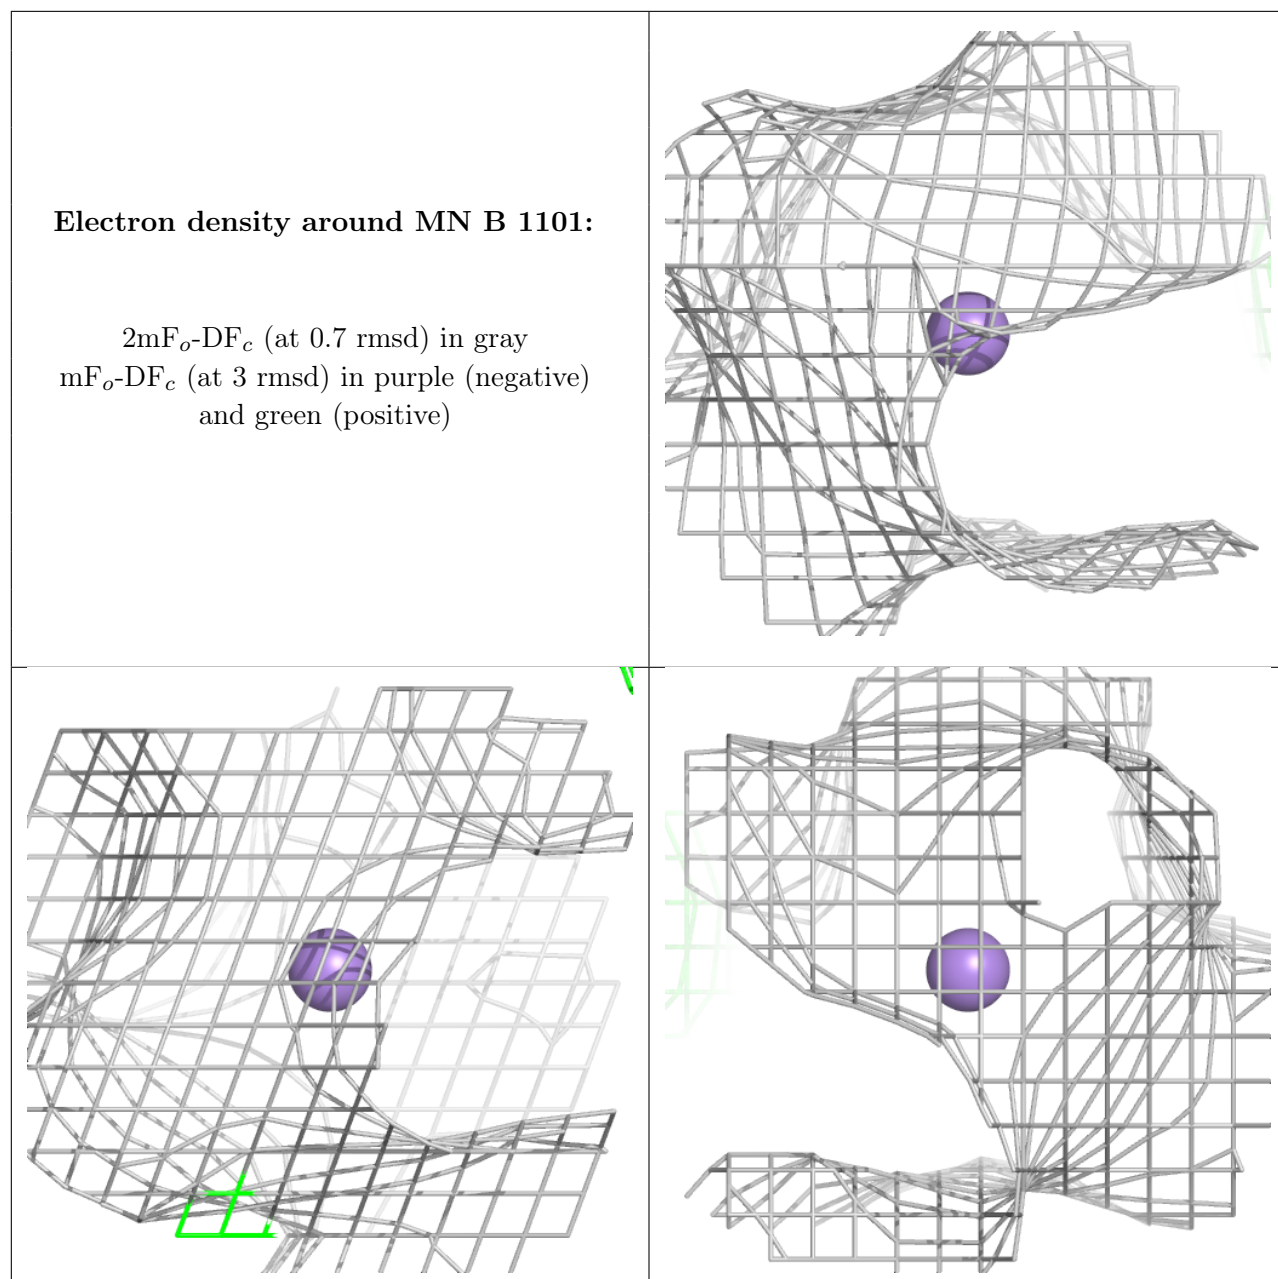 Electron density around MN B 1101:
2mFo-DFc (at 0.7 rmsd) in gray
mFo-DFc (at 3 rmsd) in purple (negative)
and green (positive)